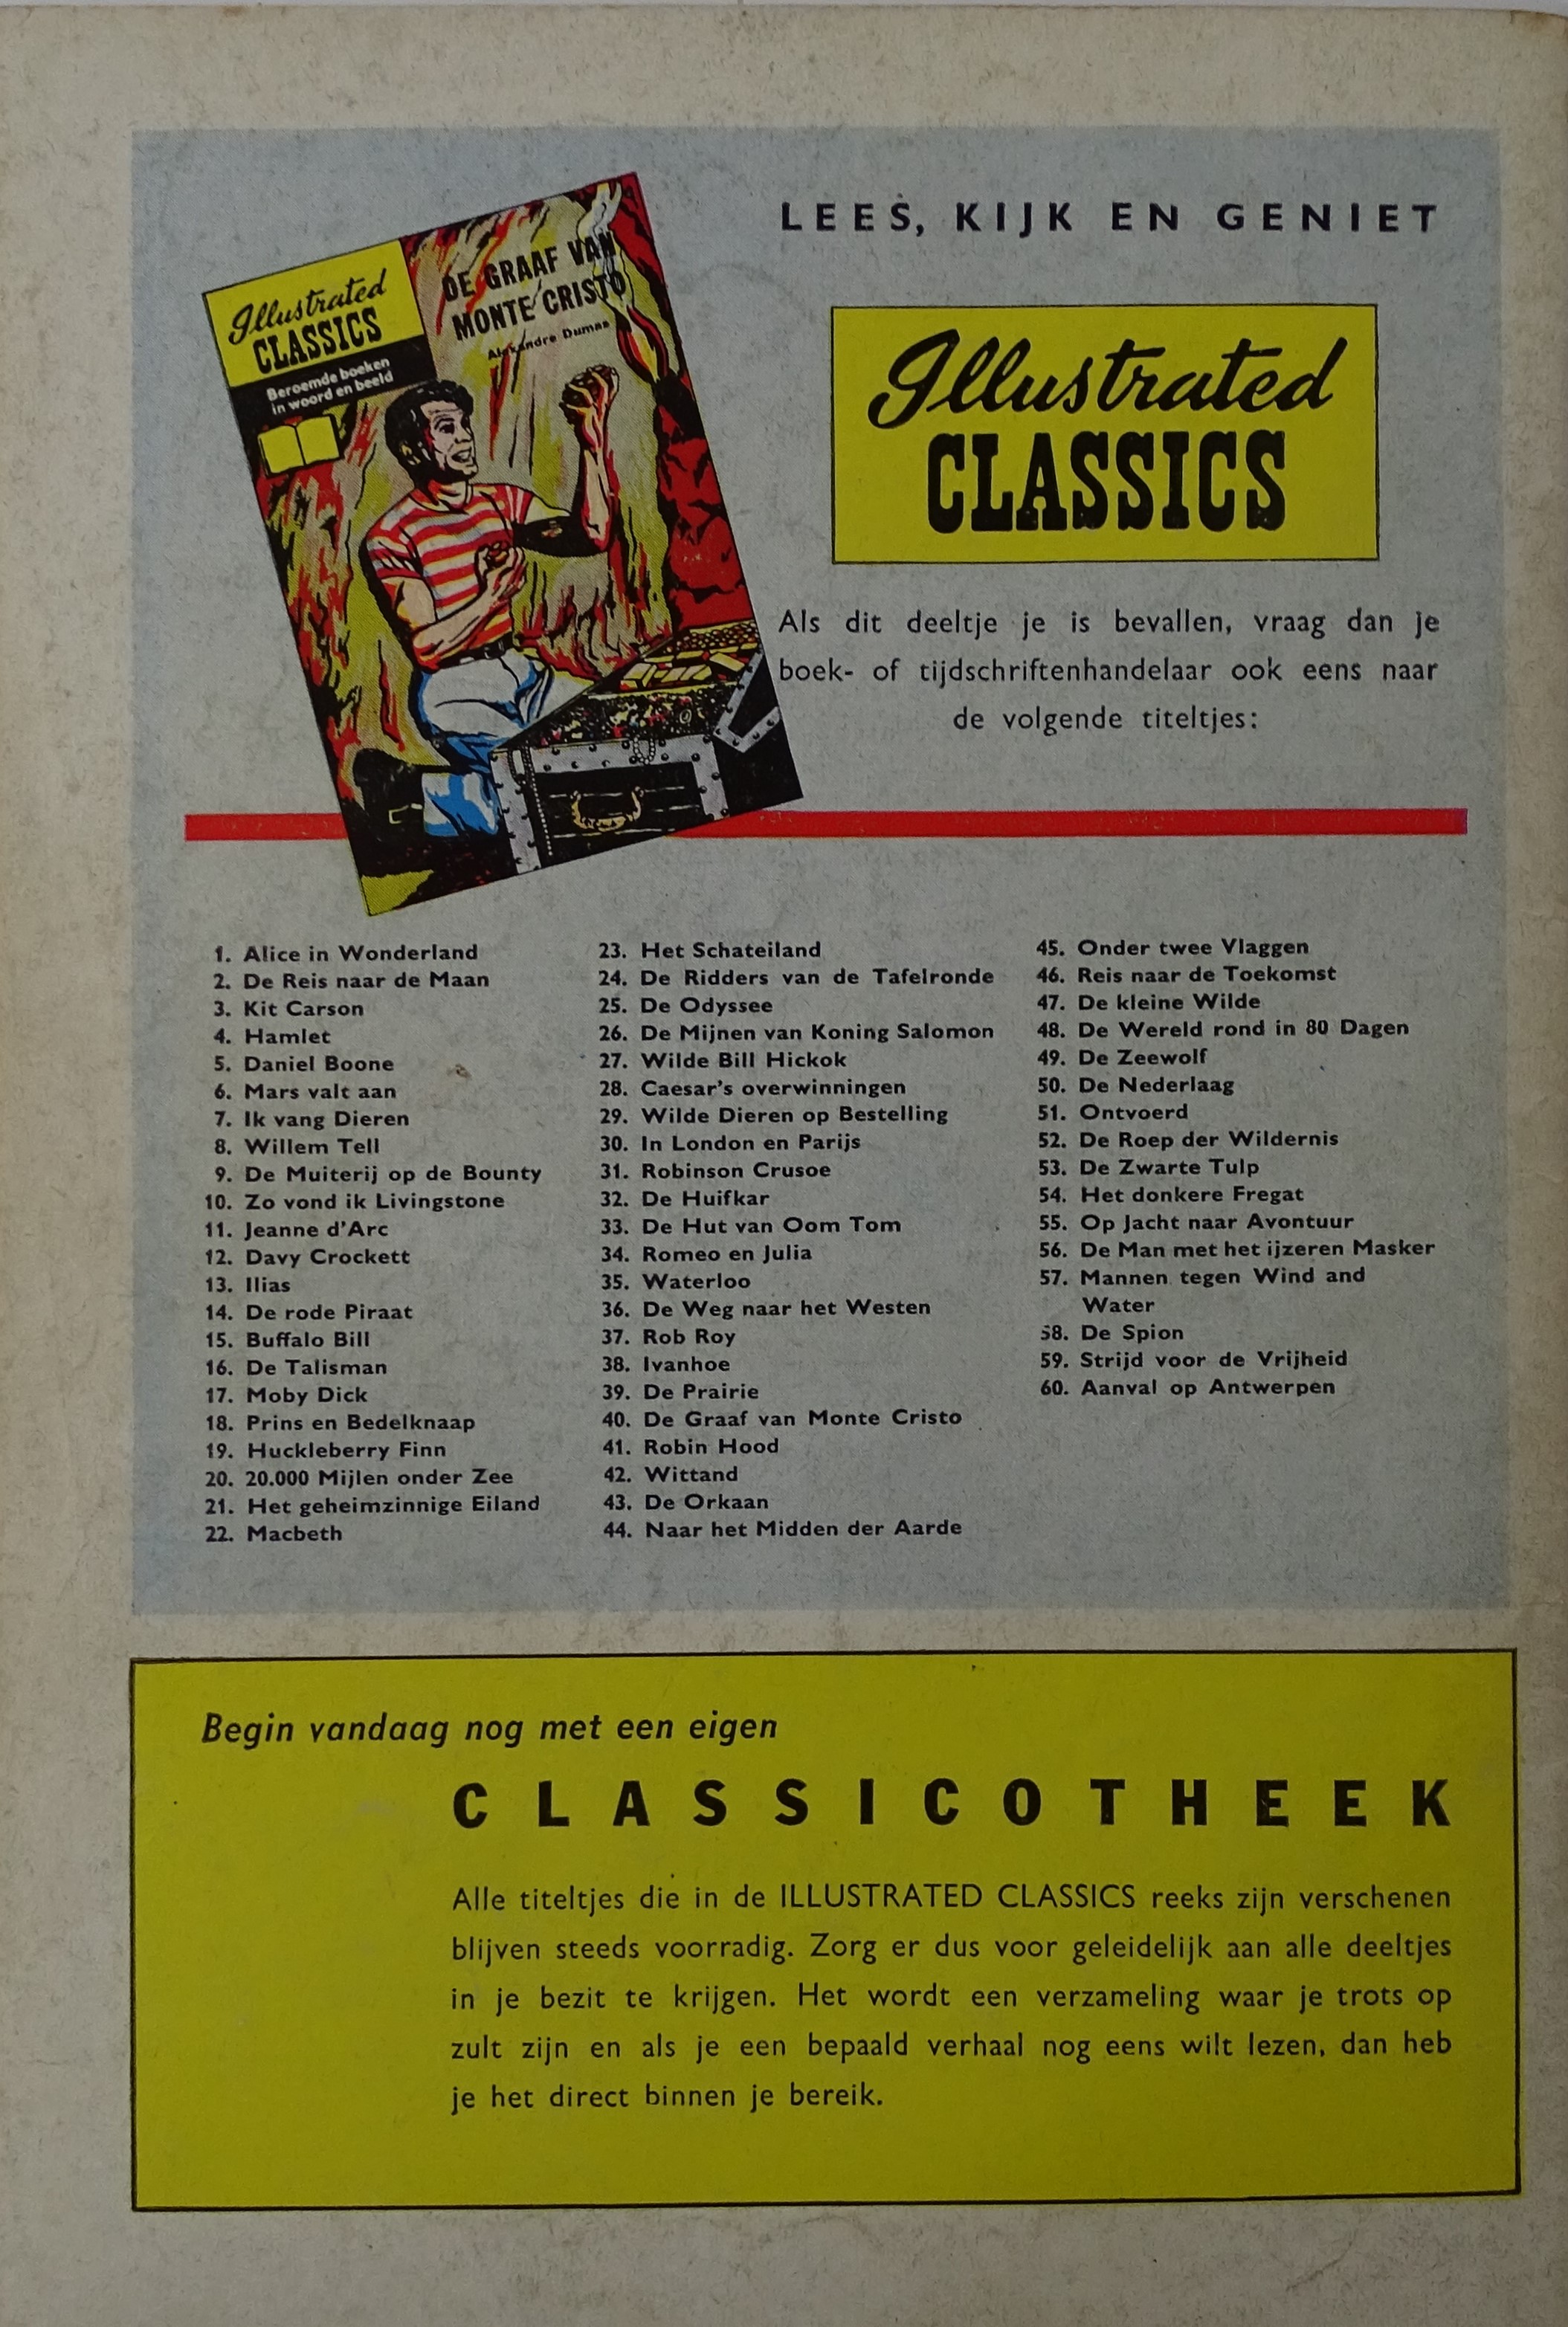 Illustrated
CLASSICS
Beroemde boeken
in woord en beeld
DE GRAAF VAN
MONTE CRISTO
Alexandre Dumas
LEES, KIJK EN GENIET
Illustrated
CLASSICS
Als dit deeltje je is bevallen, vraag dan je
boek- of tijdschriftenhandelaar ook eens naar
de volgende titeltjes:
1. Alice in Wonderland
2. De Reis naar de Maan
3. Kit Carson
4. Hamlet
5. Daniel Boone
6. Mars valt aan
7. Ik vang Dieren
8. Willem Tell
9. De Muiterij op de Bounty
10. Zo vond ik Livingstone
11. Jeanne d'Arc
12. Davy Crockett
13. Ilias
14. De rode Piraat
15. Buffalo Bill
16. De Talisman
17. Moby Dick
18. Prins en Bedelknaap
19. Huckleberry Finn
20. 20.000 Mijlen onder Zee
21. Het geheimzinnige Eiland
22. Macbeth
23. Het Schateiland
24. De Ridders van de Tafelronde
25. De Odyssee
26. De Mijnen van Koning Salomon
27. Wilde Bill Hickok
28. Caesar's overwinningen
29. Wilde Dieren op Bestelling
30. In London en Parijs
31. Robinson Crusoe
32. De Huifkar
33. De Hut van Oom Tom
34. Romeo en Julia
35. Waterloo
36. De Weg naar het Westen
37. Rob Roy
38. Ivanhoe
39. De Prairie
40. De Graaf van Monte Cristo
41. Robin Hood
42. Wittand
43. De Orkaan
44. Naar het Midden der Aarde
45. Onder twee Vlaggen
46. Reis naar de Toekomst
47. De kleine Wilde
48. De Wereld rond in 80 Dagen
49. De Zeewolf
50. De Nederlaag
51. Ontvoerd
52. De Roep der Wildernis
53. De Zwarte Tulp
54. Het donkere Fregat
55. Op Jacht naar Avontuur
56. De Man met het ijzeren Masker
57. Mannen tegen Wind and
Water
58. De Spion
59. Strijd voor de Vrijheid
60. Aanval op Antwerpen
Begin vandaag nog met een eigen
CLASSICOTHEEK
Alle titeltjes die in de ILLUSTRATED CLASSICS reeks zijn verschenen
blijven steeds voorradig. Zorg er dus voor geleidelijk aan alle deeltjes
in je bezit te krijgen. Het wordt een verzameling waar je trots op
zult zijn en als je een bepaald verhaal nog eens wilt lezen, dan heb
je het direct binnen je bereik.